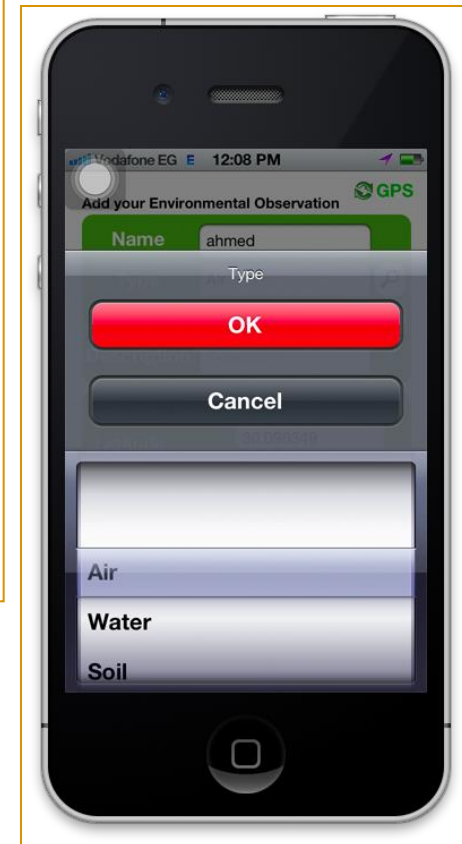 Vodafone EG E 12:08 PM
GPS
Add your Environmental Observation
Name ahmed
Type
OK
Cancel
Air
Water
Soil